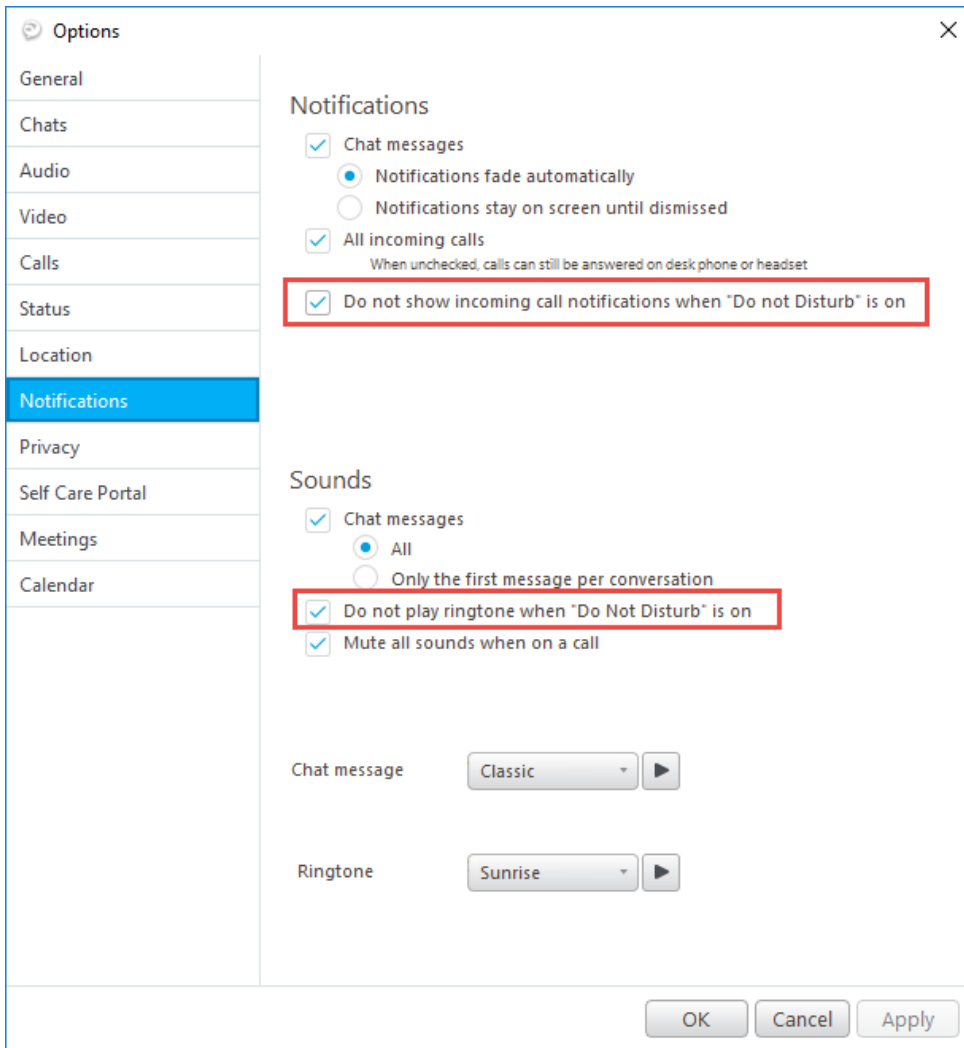 Options
General
Chats
Audio
Video
Calls
Status
Location
Notifications
Privacy
Self Care Portal
Meetings
Calendar
Notifications
Chat messages
Notifications fade automatically
Notifications stay on screen until dismissed
All incoming calls
When unchecked, calls can still be answered on desk phone or headset
Do not show incoming call notifications when "Do not Disturb" is on
Sounds
Chat messages
All
Only the first message per conversation
Do not play ringtone when "Do Not Disturb" is on
Mute all sounds when on a call
Chat message Classic
Ringtone Sunrise
OK Cancel Apply